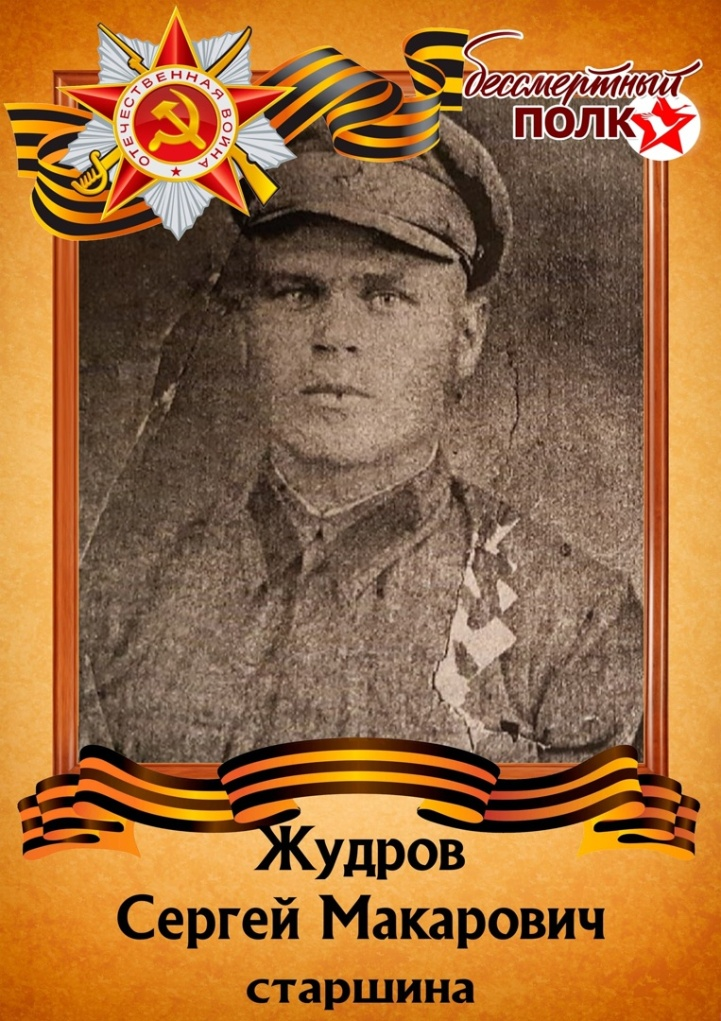 ОТЕЧЕСТВЕННАЯ ВОЙНА
бессмертный
ПОЛК
Жудров
Сергей Макарович
старшина